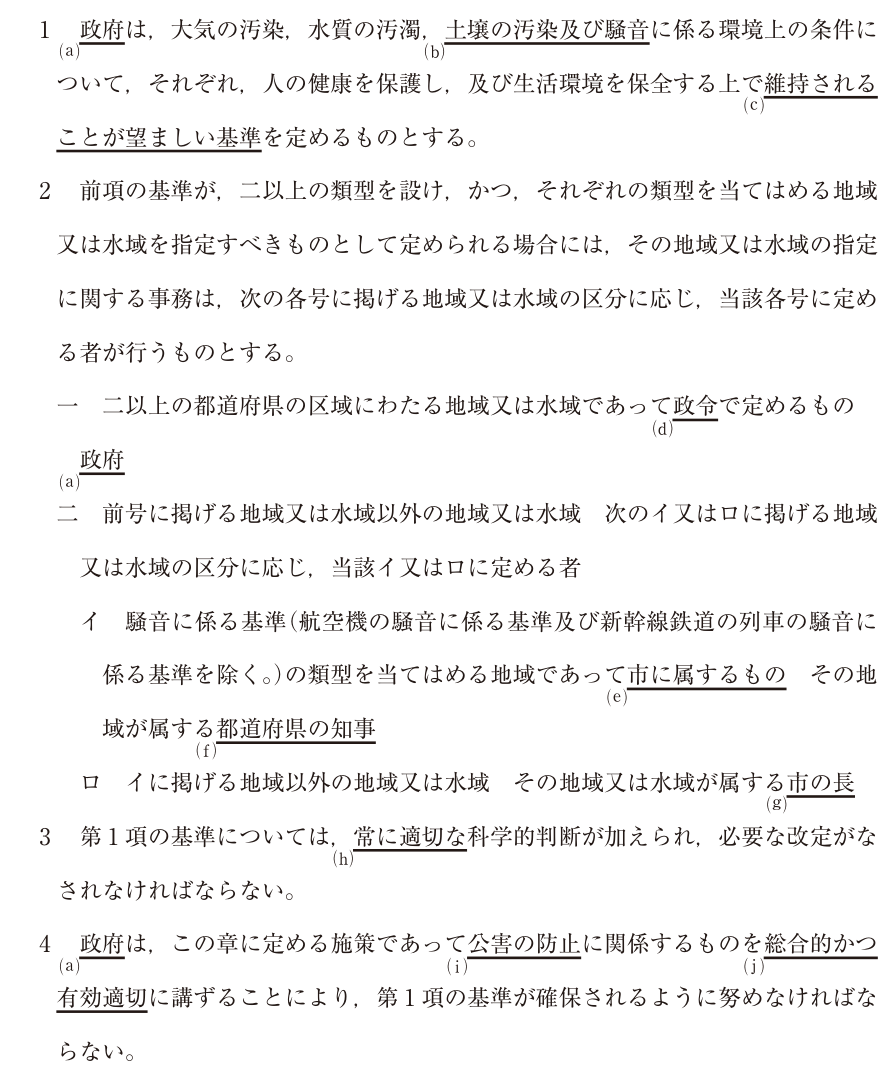 1　政府は，大気の汚染，水質の汚濁，土壌の汚染及び騒音に係る環境上の条件に
(a)　(b)
ついて，それぞれ，人の健康を保護し，及び生活環境を保全する上で維持される
(c)
ことが望ましい基準を定めるものとする。
2　前項の基準が，二以上の類型を設け，かつ，それぞれの類型を当てはめる地域
又は水域を指定すべきものとして定められる場合には，その地域又は水域の指定
に関する事務は，次の各号に掲げる地域又は水域の区分に応じ，当該各号に定め
る者が行うものとする。
一　二以上の都道府県の区域にわたる地域又は水域であって政令で定めるもの
(d)
政府
(a)
二　前号に掲げる地域又は水域以外の地域又は水域　次のイ又はロに掲げる地域
又は水域の区分に応じ，当該イ又はロに定める者
イ　騒音に係る基準(航空機の騒音に係る基準及び新幹線鉄道の列車の騒音に
係る基準を除く。)の類型を当てはめる地域であって市に属するもの　その地
(e)
域が属する都道府県の知事
(f)
ロ　イに掲げる地域以外の地域又は水域　その地域又は水域が属する市の長
(g)
3　第1項の基準については，常に適切な科学的判断が加えられ，必要な改定がな
(h)
されなければならない。
4　政府は，この章に定める施策であって公害の防止に関係するものを総合的かつ
(a)　(i)　(j)
有効適切に講ずることにより，第1項の基準が確保されるように努めなければな
らない。